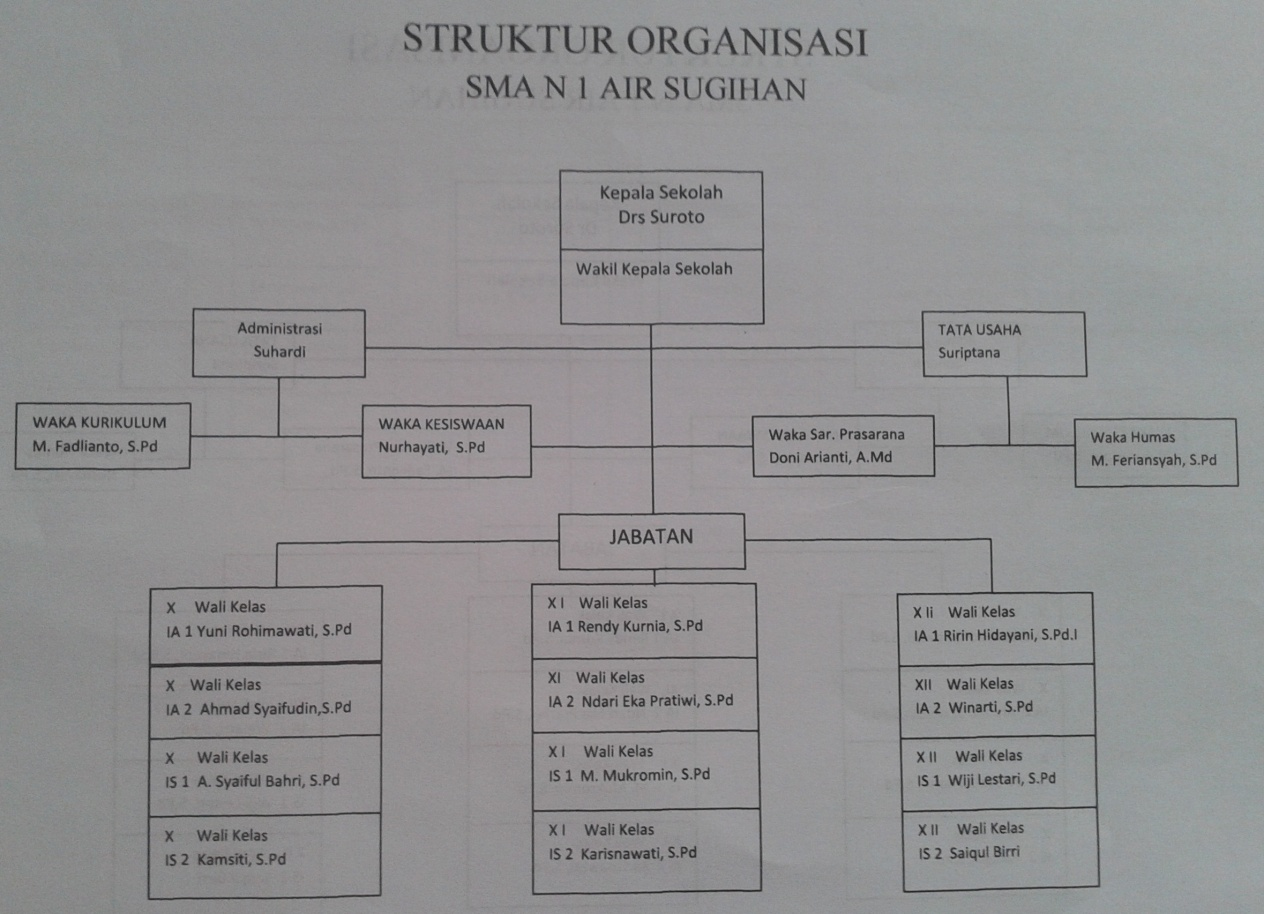 STRUKTUR ORGANISASI
SMA N 1 AIR SUGIHAN
Kepala Sekolah
Drs Suroto
Wakil Kepala Sekolah
Administrasi
Suhardi
TATA USAHA
Suriptana
WAKA KURIKULUM
M. Fadlianto, S.Pd
WAKA KESISWAAN
Nurhayati, S.Pd
Waka Sar. Prasarana
Doni Arianti, A.Md
Waka Humas
M. Feriansyah, S.Pd
JABATAN
X Wali Kelas
IA 1 Yuni Rohimawati, S.Pd
X Wali Kelas
IA 2 Ahmad Syaifudin,S.Pd
X Wali Kelas
IS 1 A. Syaiful Bahri, S.Pd
X Wali Kelas
IS 2 Kamsiti, S.Pd
X I Wali Kelas
IA 1 Rendy Kurnia, S.Pd
XI Wali Kelas
IA 2 Ndari Eka Pratiwi, S.Pd
X I Wali Kelas
IS 1 M. Mukromin, S.Pd
X I Wali Kelas
IS 2 Karisnawati, S.Pd
X Ii Wali Kelas
IA 1 Ririn Hidayani, S.Pd.I
XII Wali Kelas
IA 2 Winarti, S.Pd
X II Wali Kelas
IS 1 Wiji Lestari, S.Pd
X II Wali Kelas
IS 2 Saiqul Birri